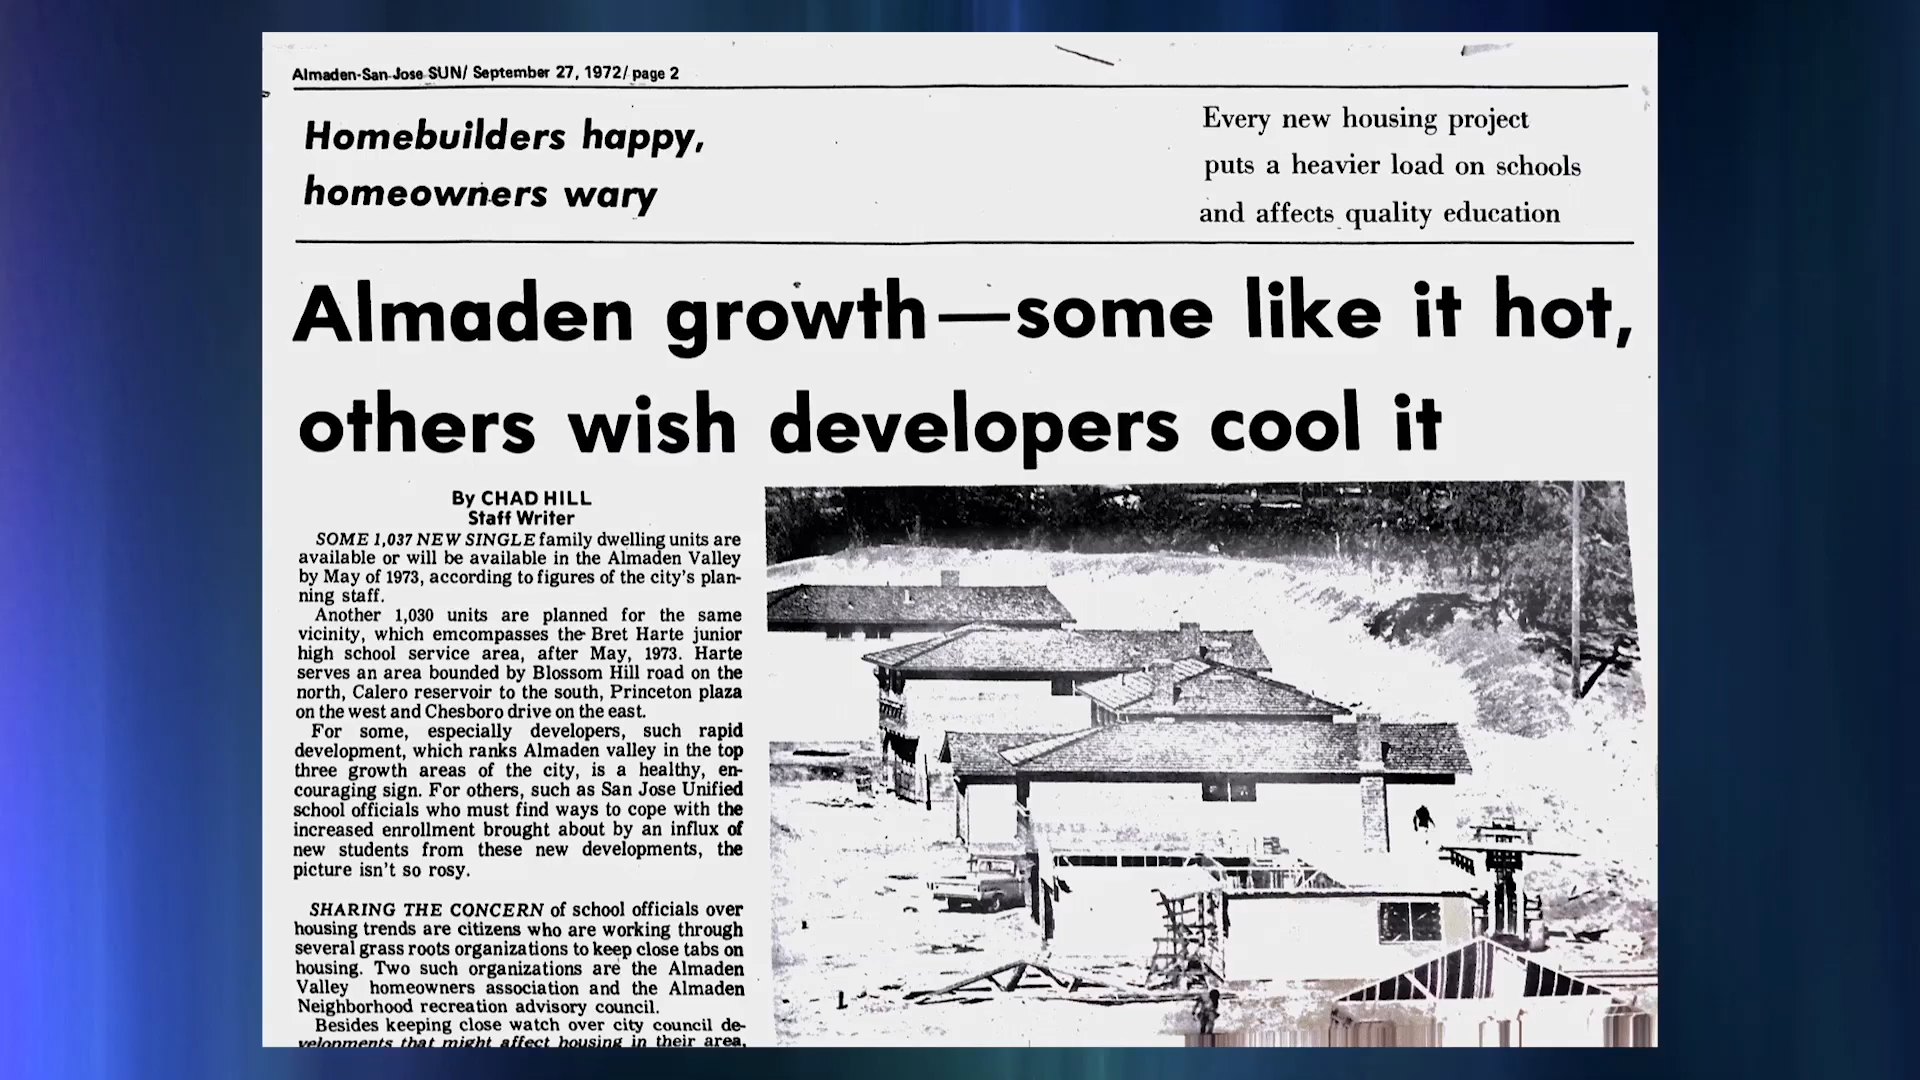 Almaden-San Jose SUN/ September 27, 1972/ page 2
Homebuilders happy,
homeowners wary
Every new housing project
puts a heavier load on schools
and affects quality education
Almaden growth—some like it hot,
others wish developers cool it
By CHAD HILL
Staff Writer
SOME 1,037 NEW SINGLE family dwelling units are
available or will be available in the Almaden Valley
by May of 1973, according to figures of the city's plan-
ning staff.
Another 1,030 units are planned for the same
vicinity, which emcompasses the Bret Harte junior
high school service area, after May, 1973. Harte
serves an area bounded by Blossom Hill road on the
north, Calero reservoir to the south, Princeton plaza
on the west and Chesboro drive on the east.
For some, especially developers, such rapid
development, which ranks Almaden valley in the top
three growth areas of the city, is a healthy, en-
couraging sign. For others, such as San Jose Unified
school officials who must find ways to cope with the
increased enrollment brought about by an influx of
new students from these new developments, the
picture isn't so rosy.
SHARING THE CONCERN of school officials over
housing trends are citizens who are working through
several grass roots organizations to keep close tabs on
housing. Two such organizations are the Almaden
Valley homeowners association and the Almaden
Neighborhood recreation advisory council.
Besides keeping close watch over city council de-
velopments that might affect housing in their area,